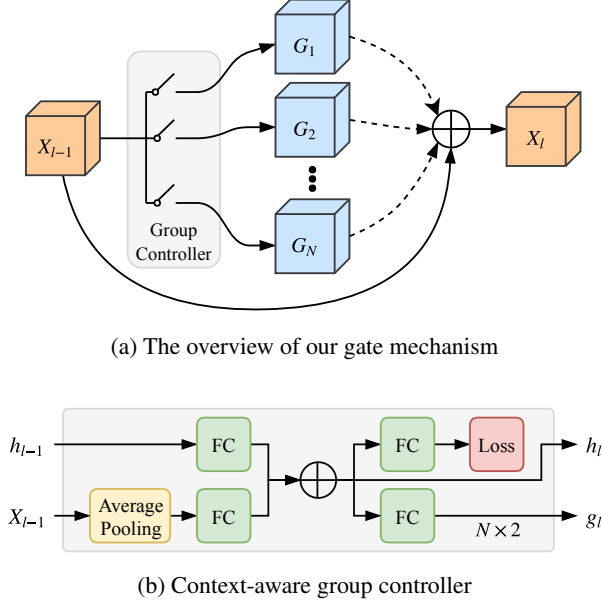 G₁
X_{l−1}
G₂
X_l
Group
Controller
G_N
(a) The overview of our gate mechanism
h_{l−1}
FC
FC
Loss
h_l
X_{l−1}
Average
Pooling
FC
FC
N × 2
g_l
(b) Context-aware group controller